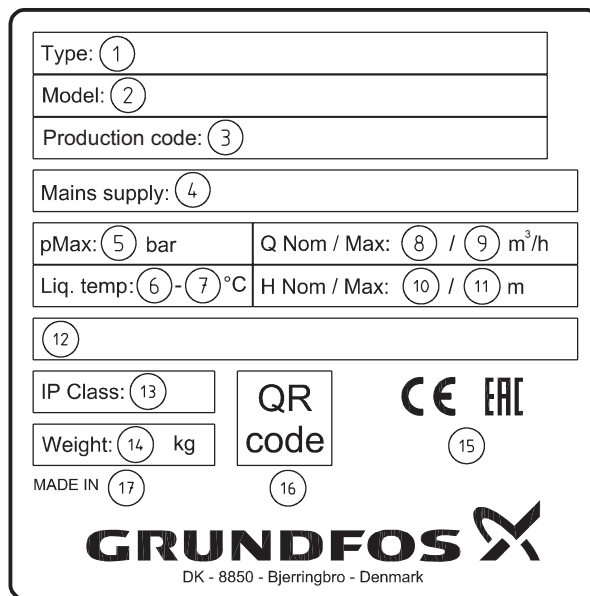 Type: 1
Model: 2
Production code: 3
Mains supply: 4
pMax: 5 bar Q Nom / Max: 8 / 9 m³/h
Liq. temp: 6 - 7 °C H Nom / Max: 10 / 11 m
12
IP Class: 13
QR
code
CE EAC
Weight: 14 kg
15
MADE IN 17
16
GRUNDFOS
DK - 8850 - Bjerringbro - Denmark